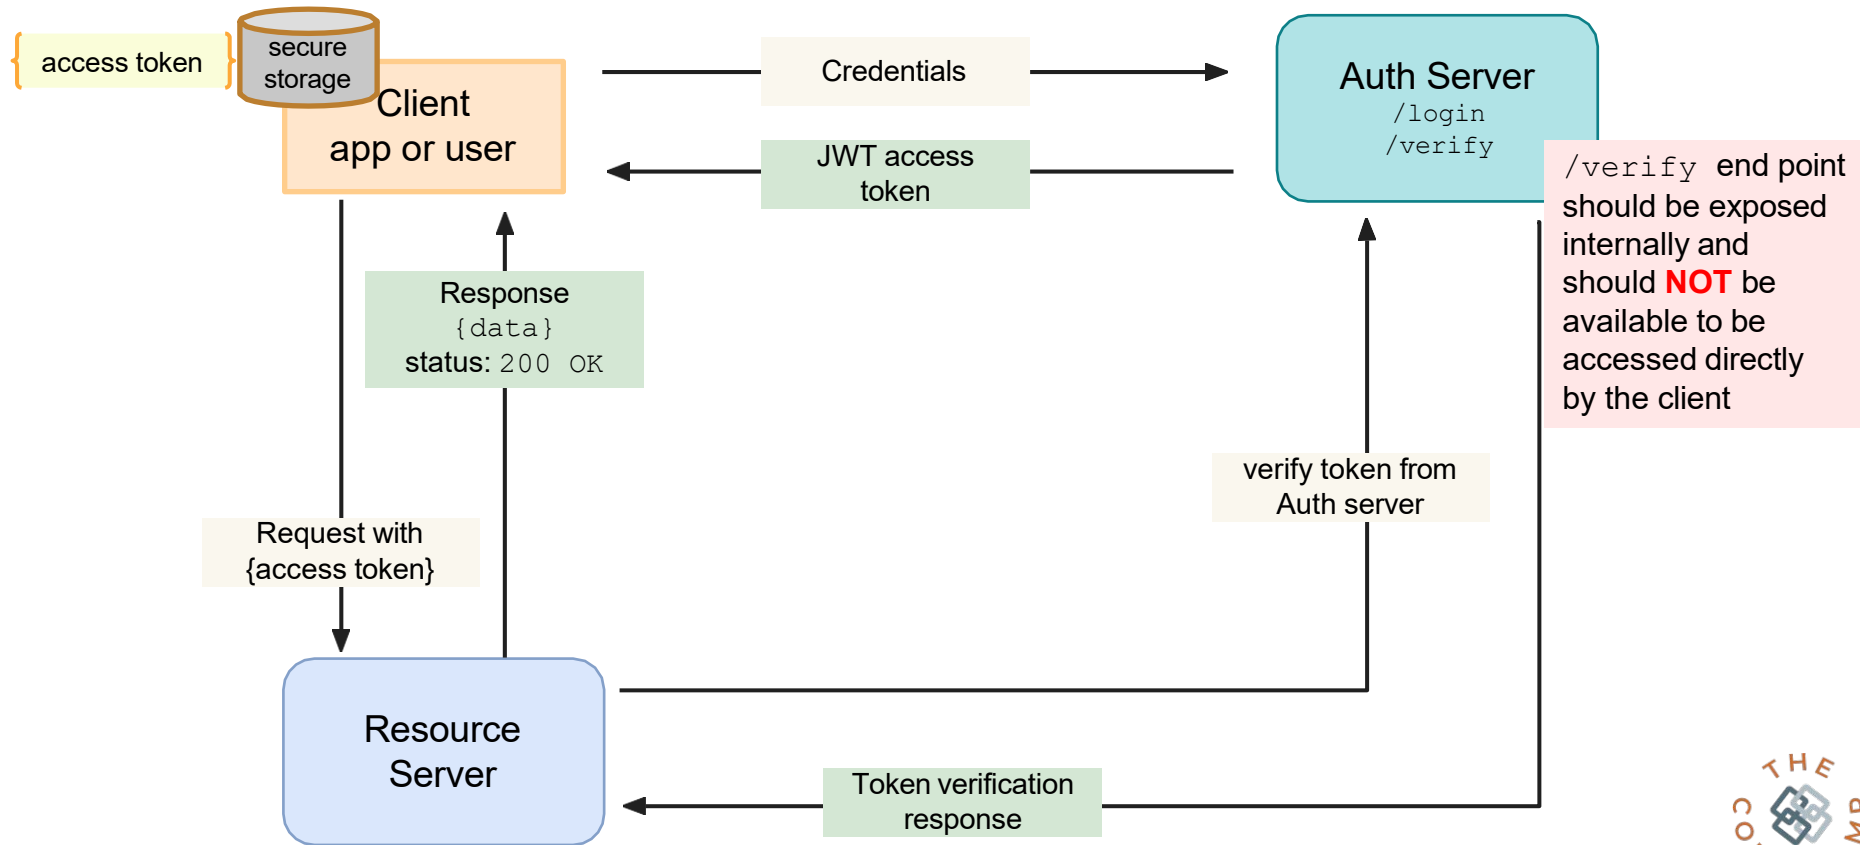 access token
secure
storage
Client
app or user
Credentials
JWT access
token
Auth Server
/login
/verify
/verify end point
should be exposed
internally and
should NOT be
available to be
accessed directly
by the client
Response
{data}
status: 200 OK
Request with
{access token}
verify token from
Auth server
Resource
Server
Token verification
response
THE